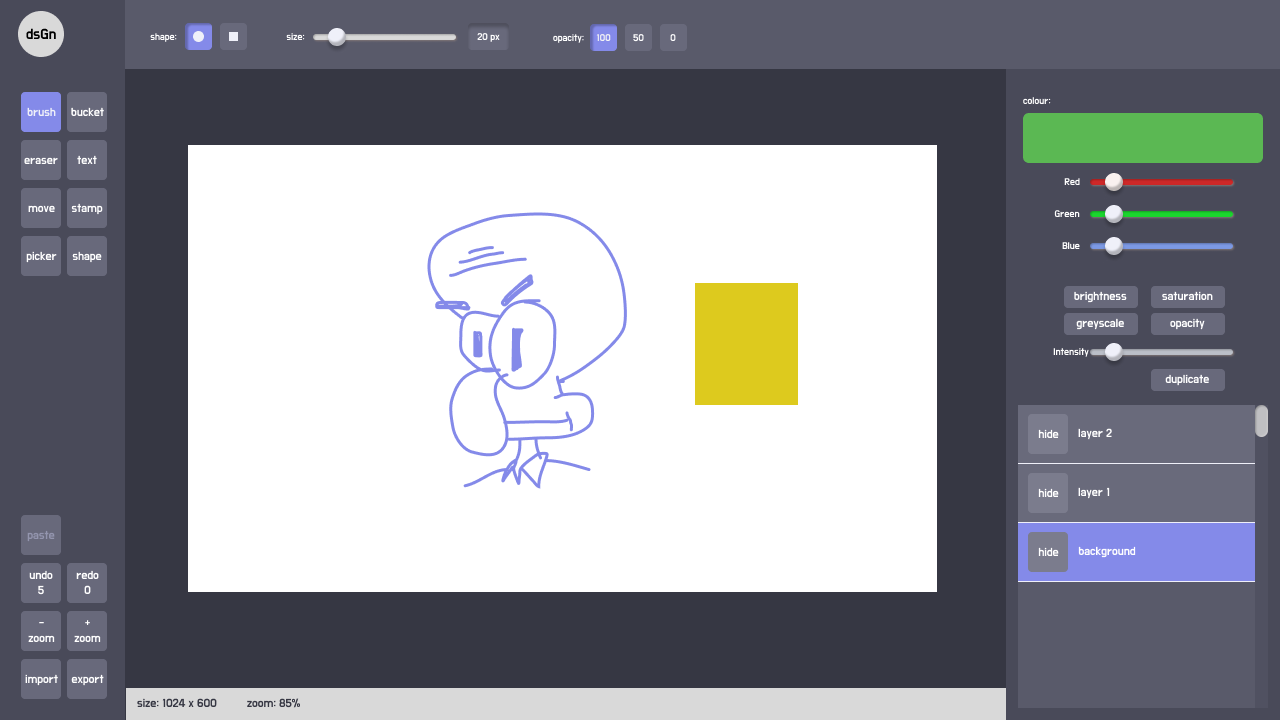 dsGn
shape:
size:
20 px
opacity:
100
50
0
brush
bucket
eraser
text
move
stamp
picker
shape
paste
undo
5
redo
0
-
zoom
+
zoom
import
export
colour:
Red
Green
Blue
brightness
saturation
greyscale
opacity
Intensity
duplicate
hide
layer 2
hide
layer 1
hide
background
size: 1024 x 600
zoom: 85%